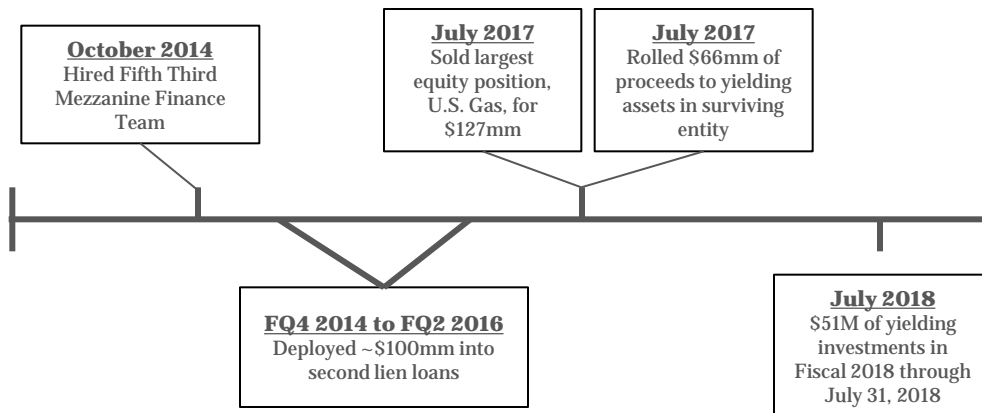 October 2014
Hired Fifth Third
Mezzanine Finance
Team
July 2017
Sold largest
equity position,
U.S. Gas, for
$127mm
July 2017
Rolled $66mm of
proceeds to yielding
assets in surviving
entity
FQ4 2014 to FQ2 2016
Deployed ~$100mm into
second lien loans
July 2018
$51M of yielding
investments in
Fiscal 2018 through
July 31, 2018